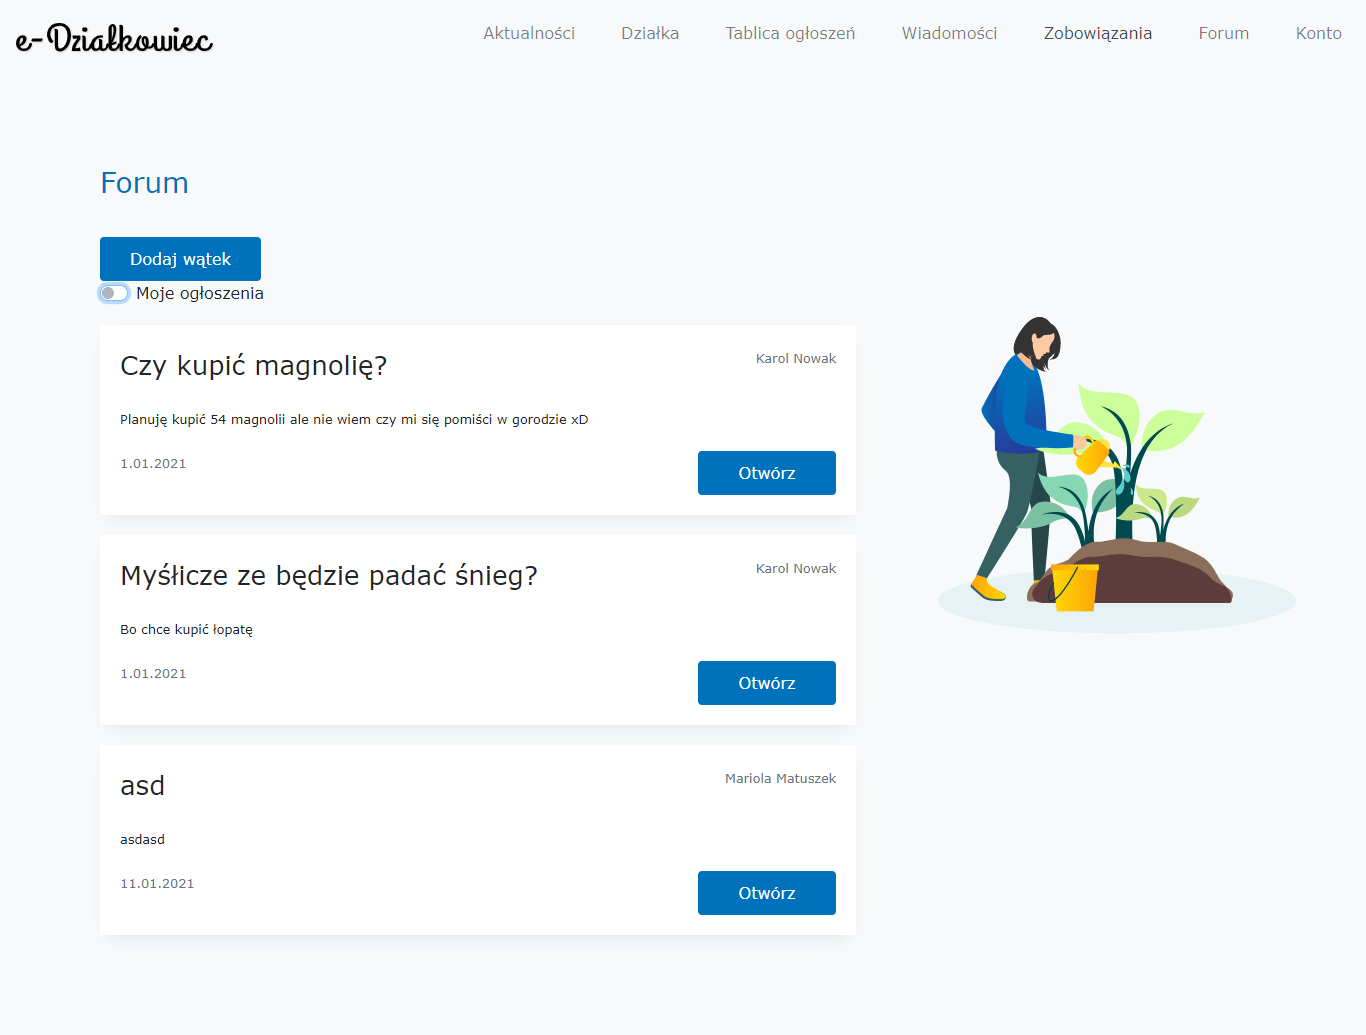 e-Działkowiec
Aktualności Działka Tablica ogłoszeń Wiadomości Zobowiązania Forum Konto
Forum
Dodaj wątek
Moje ogłoszenia
Czy kupić magnolię?
Karol Nowak
Planuję kupić 54 magnolii ale nie wiem czy mi się pomiści w gorodzie xD
1.01.2021
Otwórz
Myślicze ze będzie padać śnieg?
Karol Nowak
Bo chce kupić łopatę
1.01.2021
Otwórz
asd
Mariola Matuszek
asdasd
11.01.2021
Otwórz